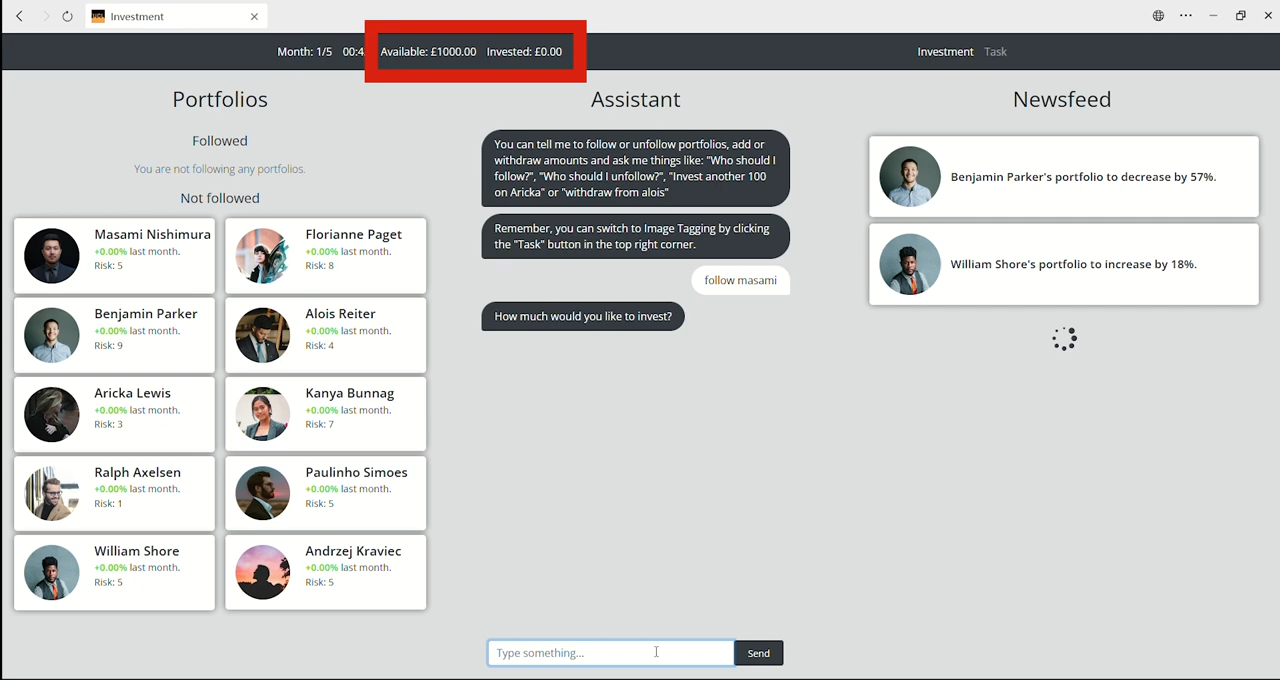 Investment
Month: 1/5 00:4
Available: £1000.00 Invested: £0.00
Investment Task
Portfolios
Followed
You are not following any portfolios.
Not followed
Masami Nishimura
+0.00% last month.
Risk: 5
Florianne Paget
+0.00% last month.
Risk: 8
Benjamin Parker
+0.00% last month.
Risk: 9
Alois Reiter
+0.00% last month.
Risk: 4
Aricka Lewis
+0.00% last month.
Risk: 3
Kanya Bunnag
+0.00% last month.
Risk: 7
Ralph Axelsen
+0.00% last month.
Risk: 1
Paulinho Simoes
+0.00% last month.
Risk: 5
William Shore
+0.00% last month.
Risk: 5
Andrzej Kraviec
+0.00% last month.
Risk: 5
Assistant
You can tell me to follow or unfollow portfolios, add or
withdraw amounts and ask me things like: "Who should I
follow?", "Who should I unfollow?", "Invest another 100
on Aricka" or "withdraw from alois"
Remember, you can switch to Image Tagging by clicking
the "Task" button in the top right corner.
follow masami
How much would you like to invest?
Type something...
Send
Newsfeed
Benjamin Parker's portfolio to decrease by 57%.
William Shore's portfolio to increase by 18%.